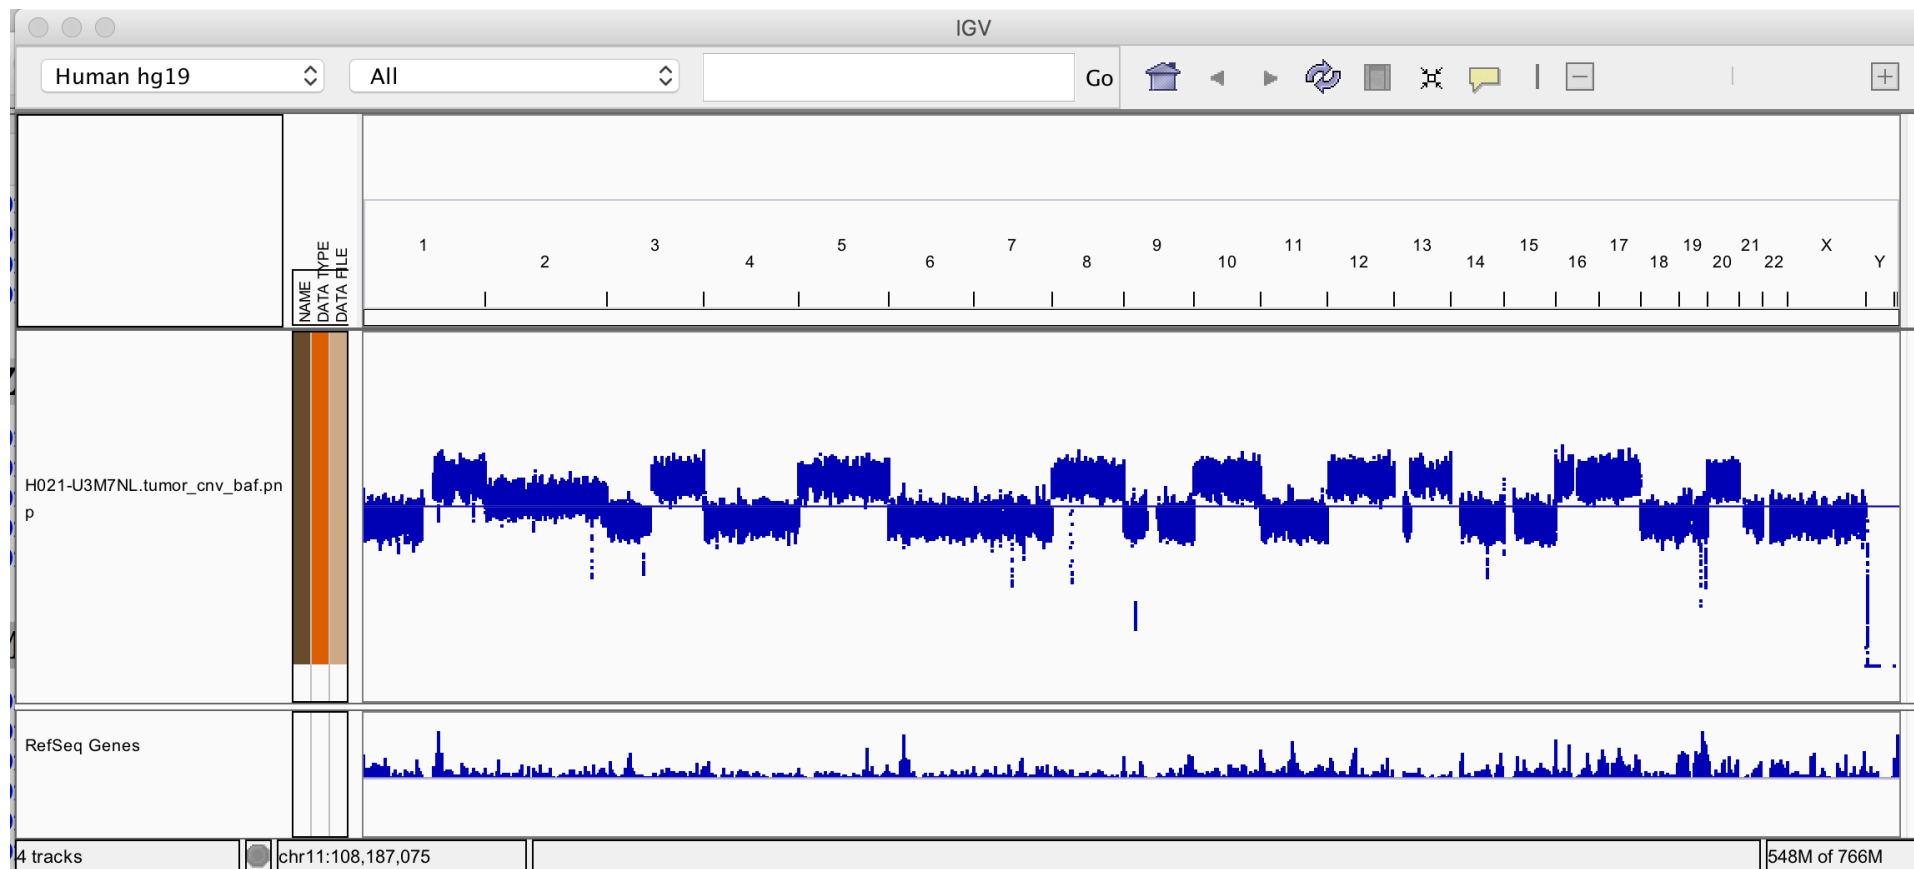 IGV
Human hg19
All
Go
1
2
3
4
5
6
7
8
9
10
11
12
13
14
15
16
17
18
19
20
21
22
X
Y
NAME
DATA TYPE
DATA FILE
H021-U3M7NL.tumor_cnv_baf.pn
p
RefSeq Genes
4 tracks
chr11:108,187,075
548M of 766M